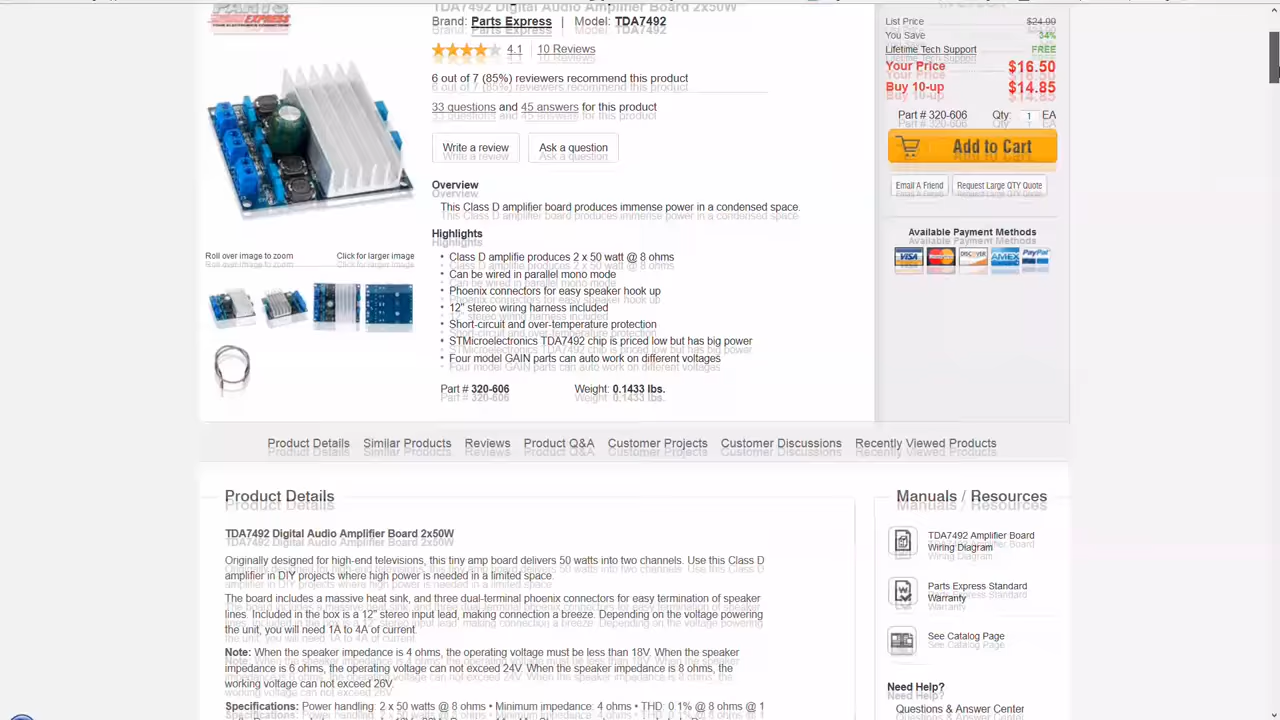 PARTS EXPRESS
TDA7492 Digital Audio Amplifier Board 2x50W
Brand: Parts Express | Model: TDA7492
4.1 10 Reviews
6 out of 7 (85%) reviewers recommend this product
33 questions and 45 answers for this product
Write a review Ask a question
Overview
This Class D amplifier board produces immense power in a condensed space.
Highlights
• Class D amplifie produces 2 x 50 watt @ 8 ohms
• Can be wired in parallel mono mode
• Phoenix connectors for easy speaker hook up
• 12" stereo wiring harness included
• Short-circuit and over-temperature protection
• STMicroelectronics TDA7492 chip is priced low but has big power
• Four model GAIN parts can auto work on different voltages
Part # 320-606 Weight: 0.1433 lbs.
Roll over image to zoom Click for larger image
List Price $24.99
You Save 34%
Lifetime Tech Support FREE
Your Price $16.50
Buy 10-up $14.85
Part # 320-606 Qty: 1 EA
Add to Cart
Email A Friend Request Large QTY Quote
Available Payment Methods
VISA MasterCard DISCOVER AMEX PayPal
Product Details Similar Products Reviews Product Q&A Customer Projects Customer Discussions Recently Viewed Products
Product Details
TDA7492 Digital Audio Amplifier Board 2x50W
Originally designed for high-end televisions, this tiny amp board delivers 50 watts into two channels. Use this Class D
amplifier in DIY projects where high power is needed in a limited space.
The board includes a massive heat sink, and three dual-terminal phoenix connectors for easy termination of speaker
lines. Included in the box is a 12" stereo input lead, making connection a breeze. Depending on the voltage powering
the unit, you will need 1A to 4A of current.
Note: When the speaker impedance is 4 ohms, the operating voltage must be less than 18V. When the speaker
impedance is 6 ohms, the operating voltage can not exceed 24V. When the speaker impedance is 8 ohms, the
working voltage can not exceed 26V.
Specifications: Power handling: 2 x 50 watts @ 8 ohms • Minimum impedance: 4 ohms • THD: 0.1% @ 8 ohms @ 1
Manuals / Resources
TDA7492 Amplifier Board
Wiring Diagram
Parts Express Standard
Warranty
See Catalog Page
Need Help?
Questions & Answer Center